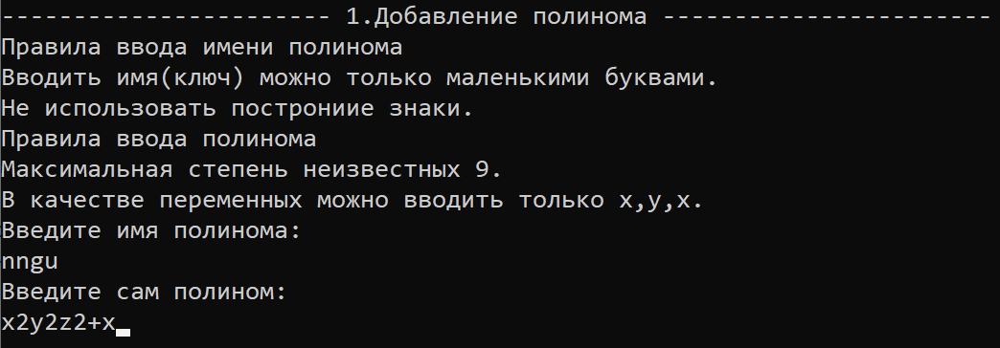 ----------------------- 1.Добавление полинома -----------------------
Правила ввода имени полинома
Вводить имя(ключ) можно только маленькими буквами.
Не использовать построниие знаки.
Правила ввода полинома
Максимальная степень неизвестных 9.
В качестве переменных можно вводить только x,y,x.
Введите имя полинома:
nngu
Введите сам полином:
x2y2z2+x